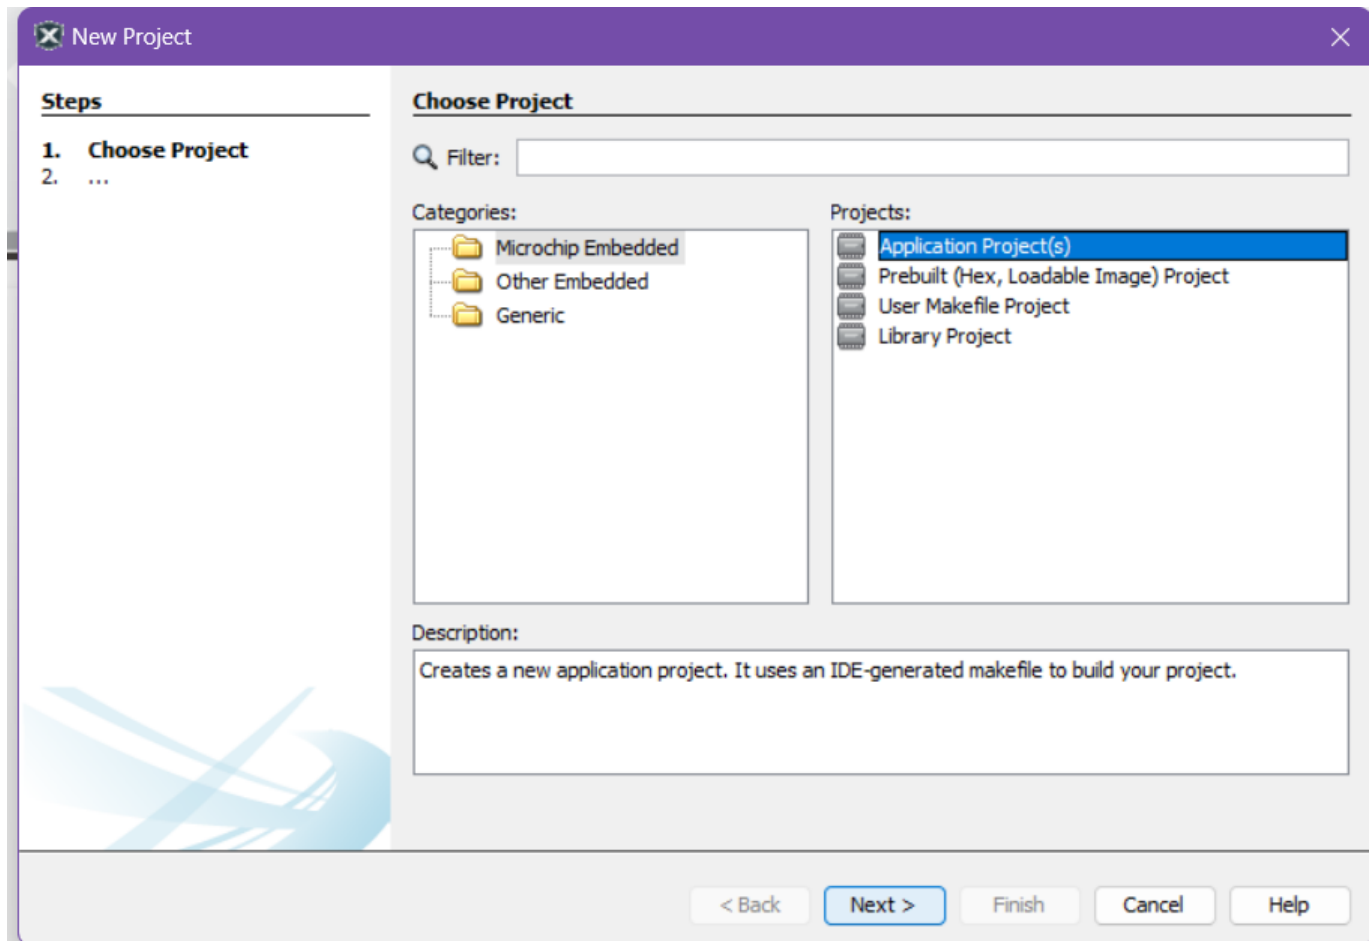 New Project
Steps
1. Choose Project
2. ...
Choose Project
Filter:
Categories:
Microchip Embedded
Other Embedded
Generic
Projects:
Application Project(s)
Prebuilt (Hex, Loadable Image) Project
User Makefile Project
Library Project
Description:
Creates a new application project. It uses an IDE-generated makefile to build your project.
< Back Next > Finish Cancel Help